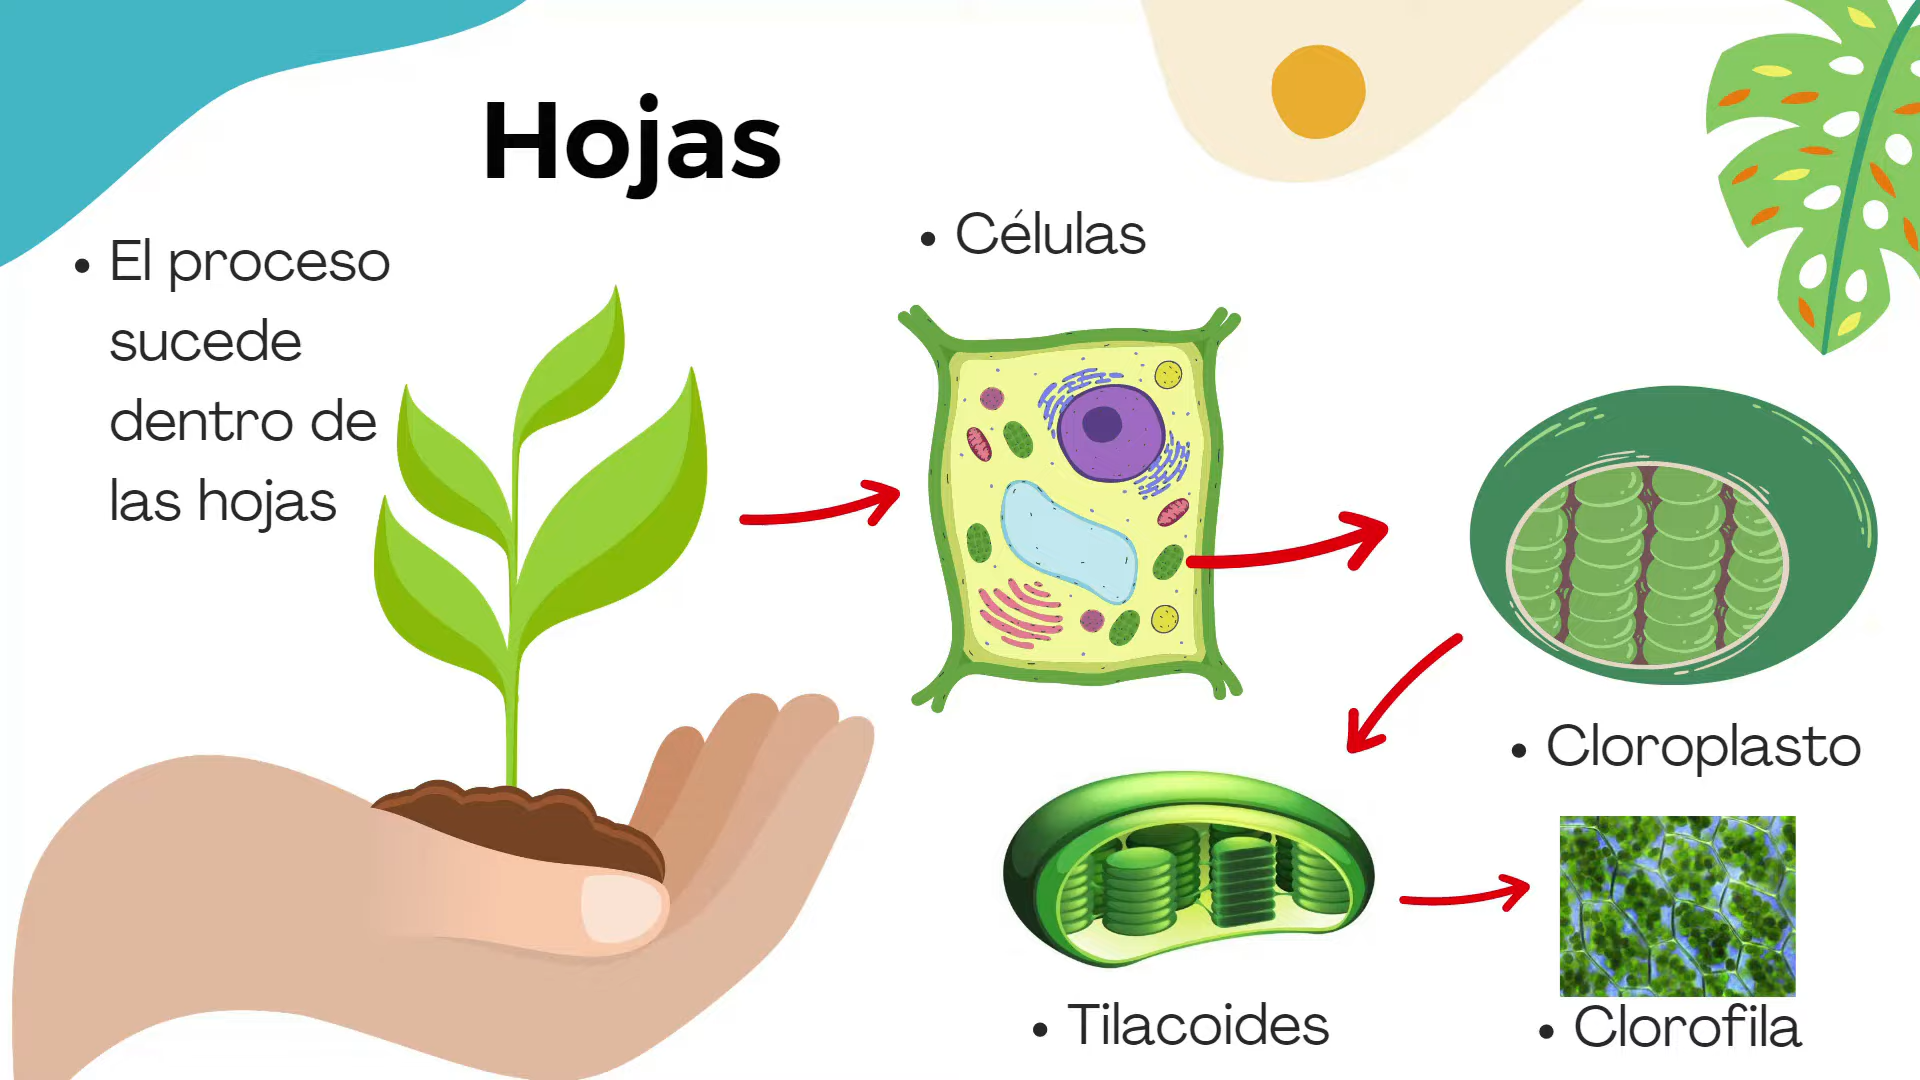 Hojas
• El proceso
sucede
dentro de
las hojas
• Células
• Cloroplasto
• Tilacoides
• Clorofila